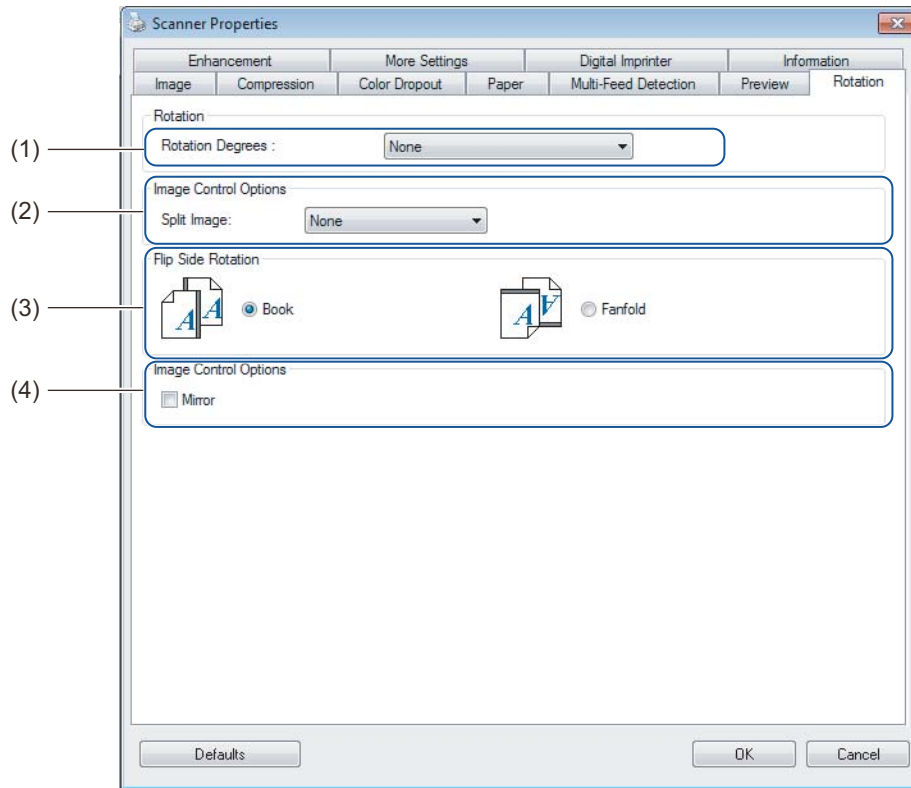 Scanner Properties
Enhancement More Settings Digital Imprinter Information
Image Compression Color Dropout Paper Multi-Feed Detection Preview Rotation
Rotation
(1) Rotation Degrees : None
Image Control Options
(2) Split Image: None
Flip Side Rotation
(3) A A Book A A Fanfold
Image Control Options
(4) Mirror
Defaults OK Cancel